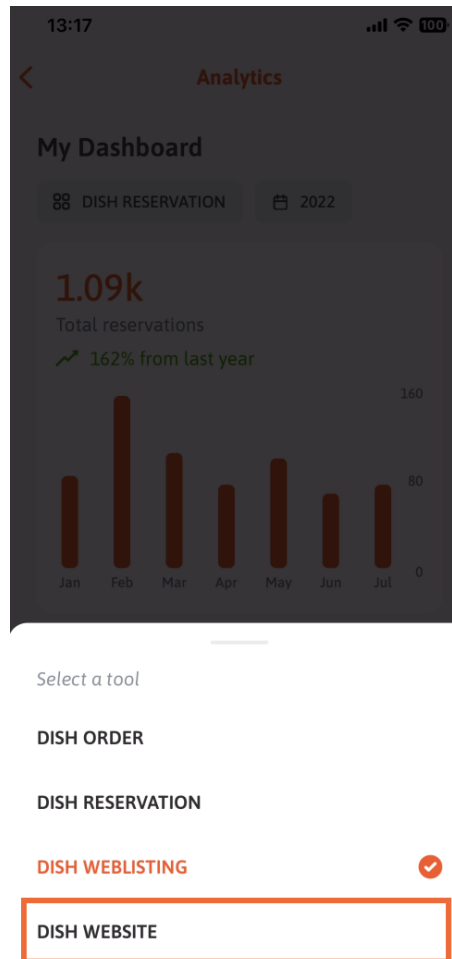 13:17
100
Analytics
My Dashboard
DISH RESERVATION 2022
1.09k
Total reservations
162% from last year
160
80
0
Jan Feb Mar Apr May Jun Jul
Select a tool
DISH ORDER
DISH RESERVATION
DISH WEBLISTING
DISH WEBSITE